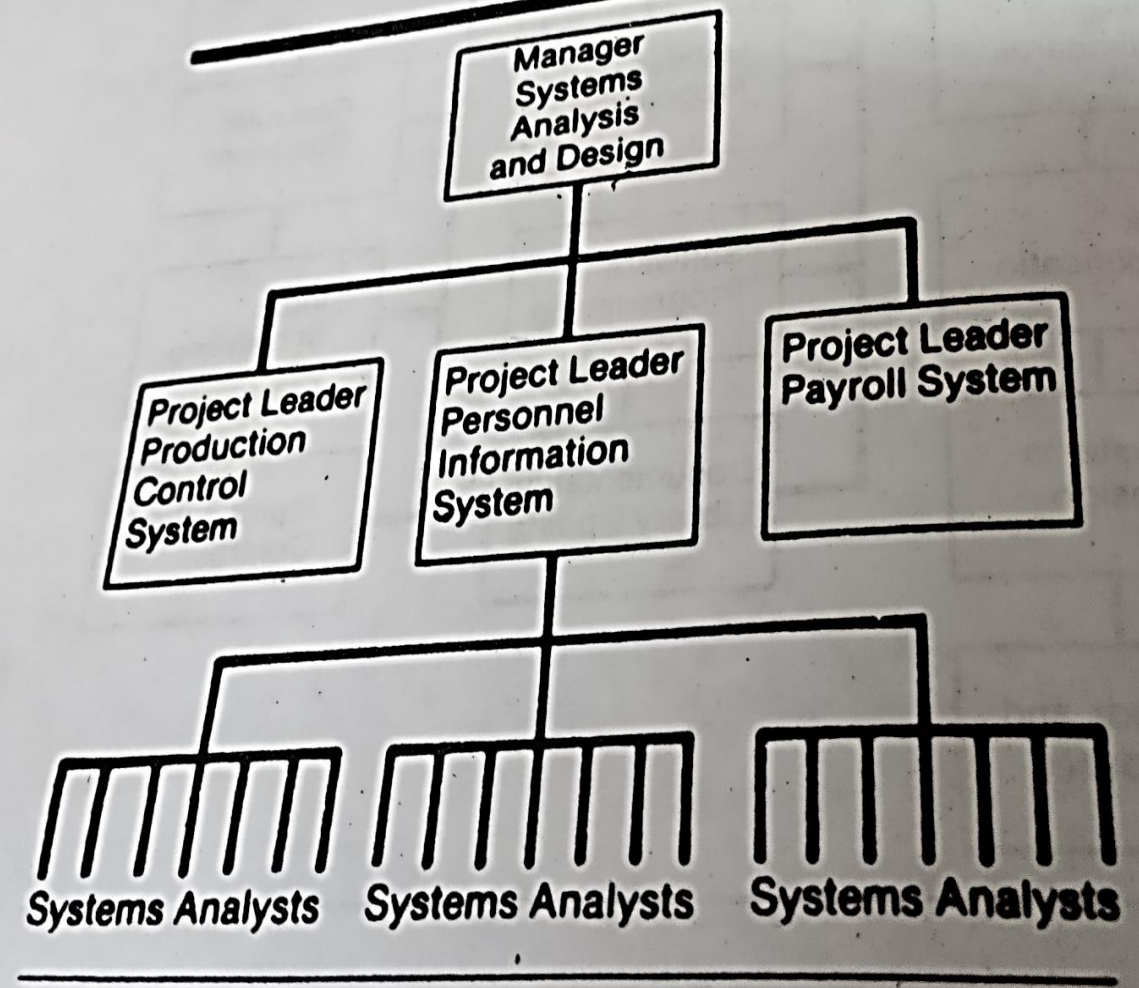 Manager
Systems
Analysis
and Design
Project Leader
Production
Control
System
Project Leader
Personnel
Information
System
Project Leader
Payroll System
Systems Analysts
Systems Analysts
Systems Analysts